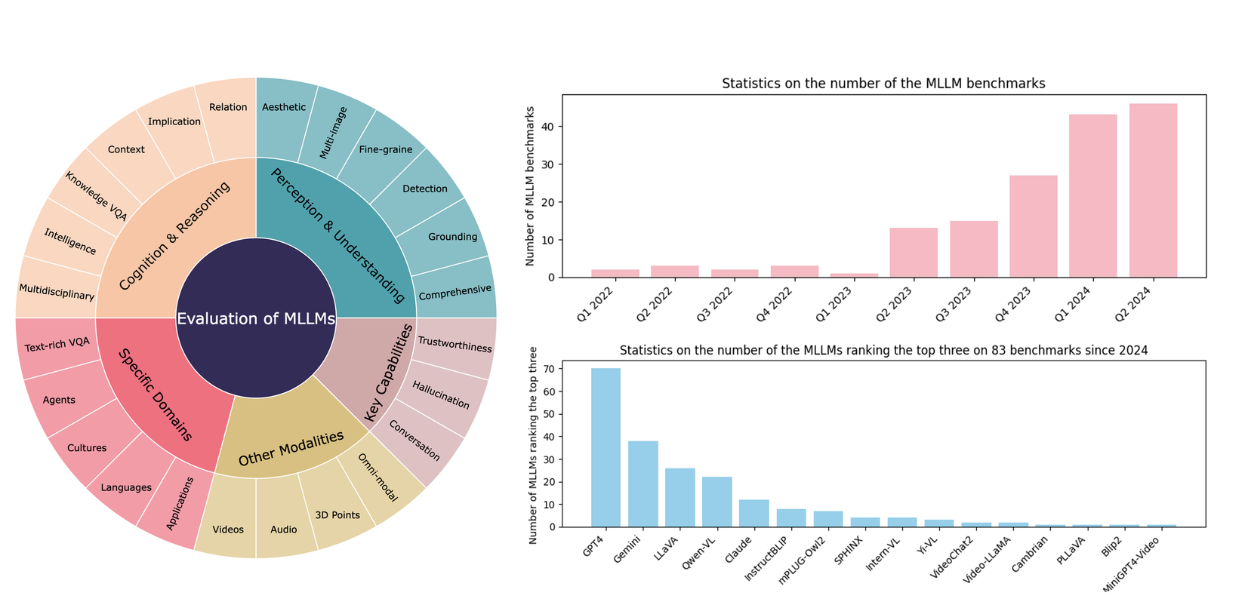 Evaluation of MLLMs
Cognition & Reasoning
Perception & Understanding
Key Capabilities
Other Modalities
Specific Domains
Relation
Implication
Context
Knowledge VQA
Intelligence
Multidisciplinary
Aesthetic
Multi-image
Fine-graine
Detection
Grounding
Comprehensive
Trustworthiness
Hallucination
Conversation
Omni-modal
3D Points
Audio
Videos
Applications
Languages
Cultures
Agents
Text-rich VQA
Statistics on the number of the MLLM benchmarks
Number of MLLM benchmarks
40
30
20
10
0
Q1 2022
Q2 2022
Q3 2022
Q4 2022
Q1 2023
Q2 2023
Q3 2023
Q4 2023
Q1 2024
Q2 2024
Statistics on the number of the MLLMs ranking the top three on 83 benchmarks since 2024
Number of MLLMs ranking the top three
70
60
50
40
30
20
10
0
GPT4
Gemini
LLaVA
Qwen-VL
Claude
InstructBLIP
mPLUG-Owl2
SPHINX
Intern-VL
Yi-VL
VideoChat2
Video-LLaMA
Cambrian
PLLaVA
Blip2
MiniGPT4-Video